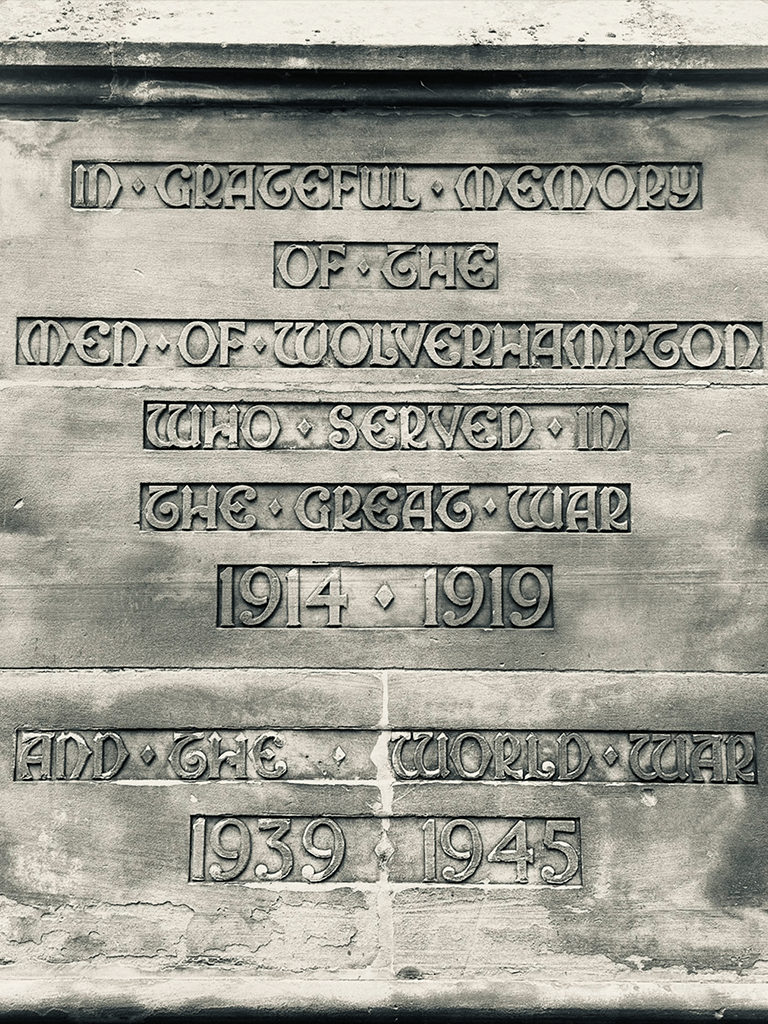 IN · GRATEFUL · MEMORY
OF · THE
MEN · OF · WOLVERHAMPTON
WHO · SERVED · IN
THE · GREAT · WAR
1914 · 1919
AND · THE · WORLD · WAR
1939 · 1945